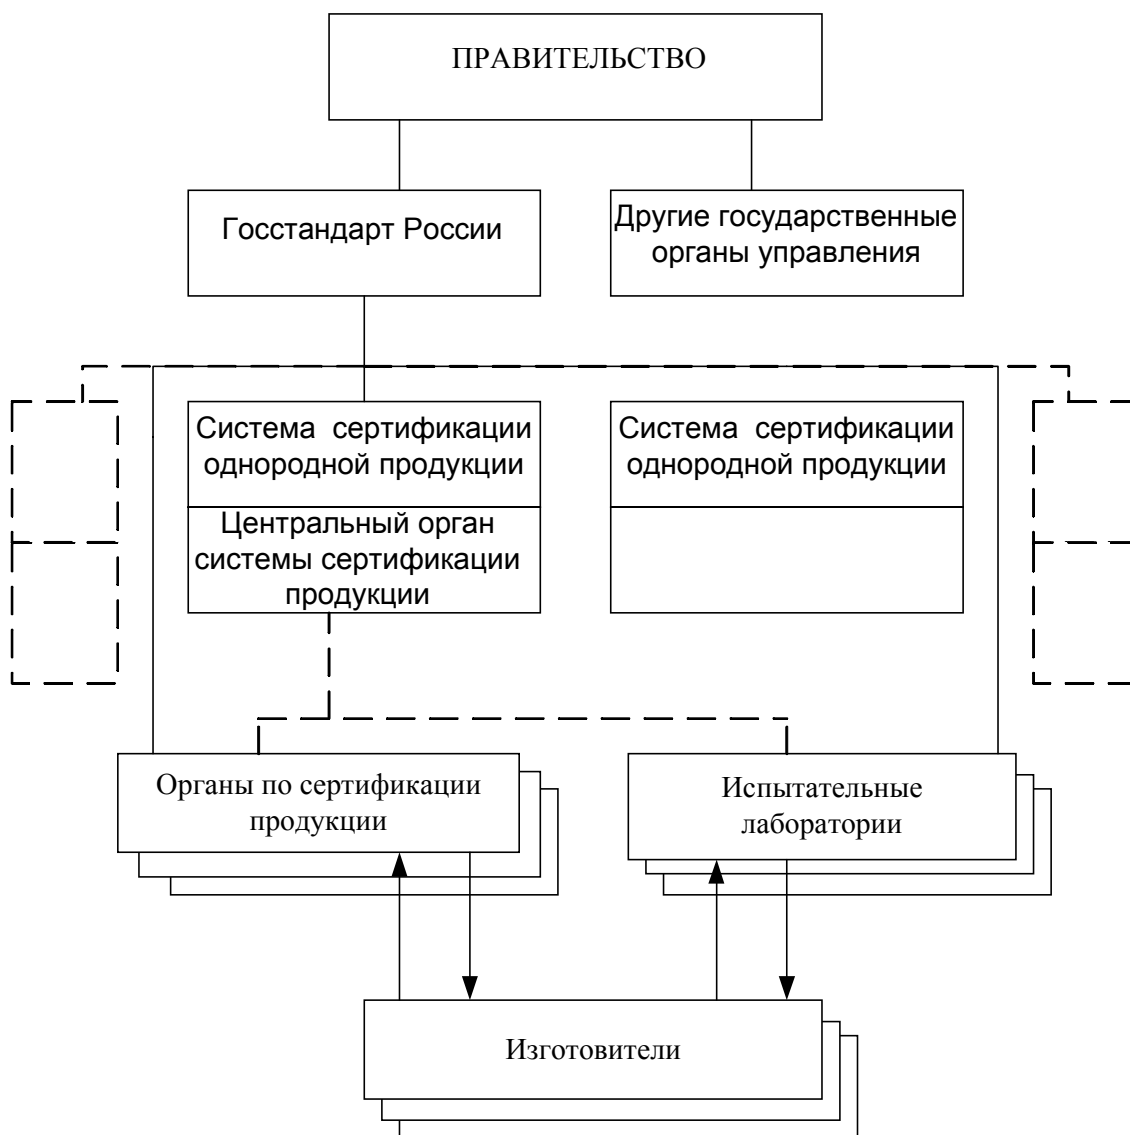 ПРАВИТЕЛЬСТВО
Госстандарт России
Другие государственные
органы управления
Система сертификации
однородной продукции
Система сертификации
однородной продукции
Центральный орган
системы сертификации
продукции
Органы по сертификации
продукции
Испытательные
лаборатории
Изготовители